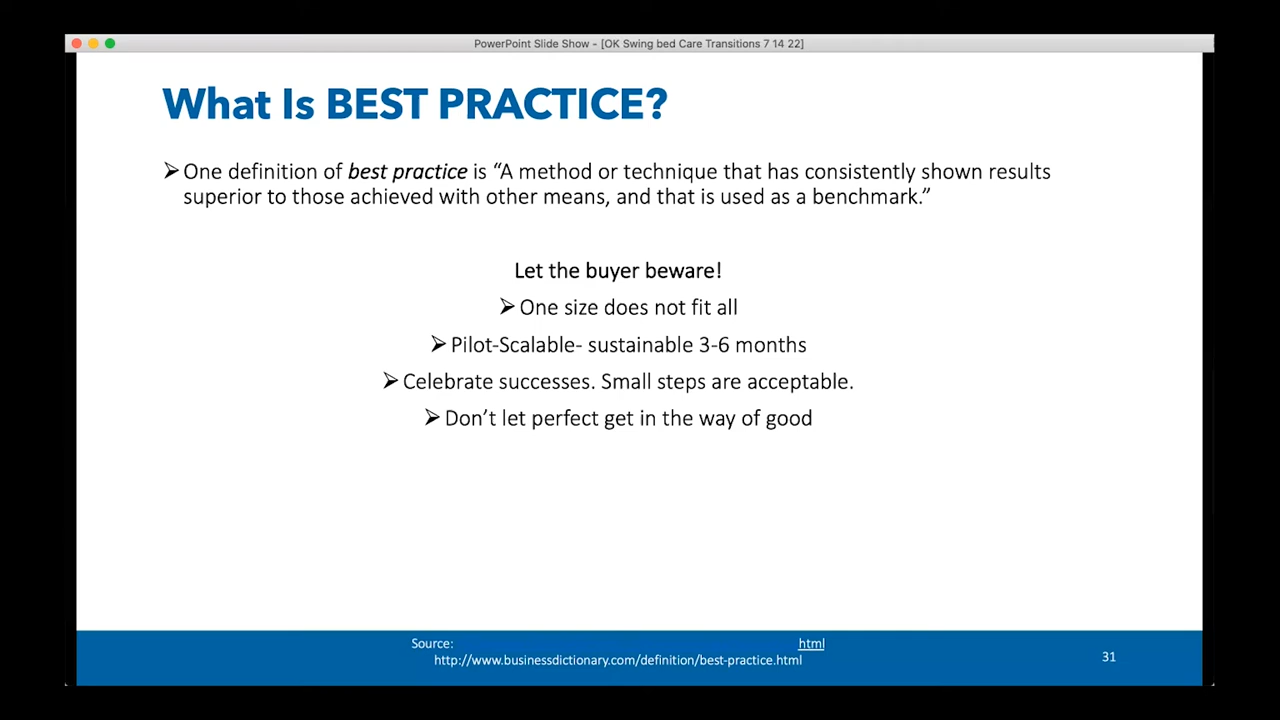 PowerPoint Slide Show - [OK Swing bed Care Transitions 7 14 22]
What Is BEST PRACTICE?
➢One definition of best practice is “A method or technique that has consistently shown results
superior to those achieved with other means, and that is used as a benchmark.”
Let the buyer beware!
➢One size does not fit all
➢Pilot-Scalable- sustainable 3-6 months
➢Celebrate successes. Small steps are acceptable.
➢Don’t let perfect get in the way of good
Source: html
http://www.businessdictionary.com/definition/best-practice.html
31